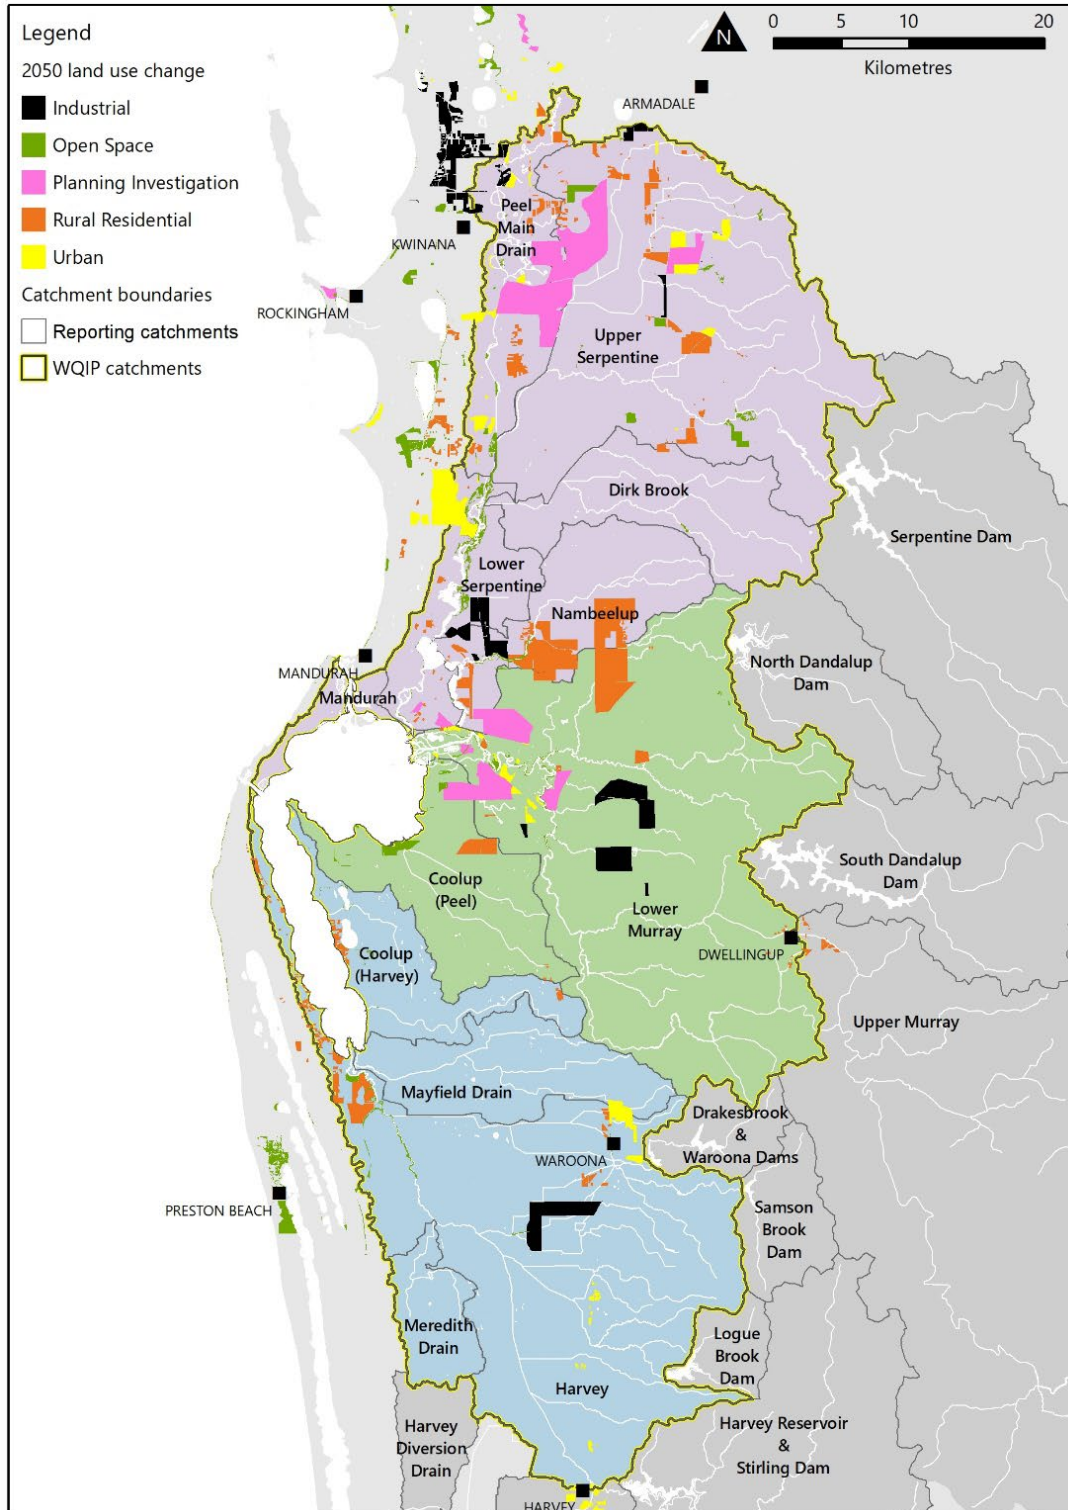 Legend
2050 land use change
Industrial
Open Space
Planning Investigation
Rural Residential
Urban
Catchment boundaries
Reporting catchments
WQIP catchments
N
0 5 10 20
Kilometres
ARMADALE
Peel
Main
Drain
KWINANA
ROCKINGHAM
Upper
Serpentine
Dirk Brook
Serpentine Dam
Lower
Serpentine
Nambeelup
MANDURAH
Mandurah
North Dandalup
Dam
South Dandalup
Dam
Coolup
(Peel)
1
Lower
Murray
DWELLINGUP
Coolup
(Harvey)
Upper Murray
Mayfield Drain
Drakesbrook
&
Waroona Dams
WAROONA
PRESTON BEACH
Samson
Brook
Dam
Meredith
Drain
Logue
Brook
Dam
Harvey
Harvey
Diversion
Drain
Harvey Reservoir
&
Stirling Dam
HARVEY